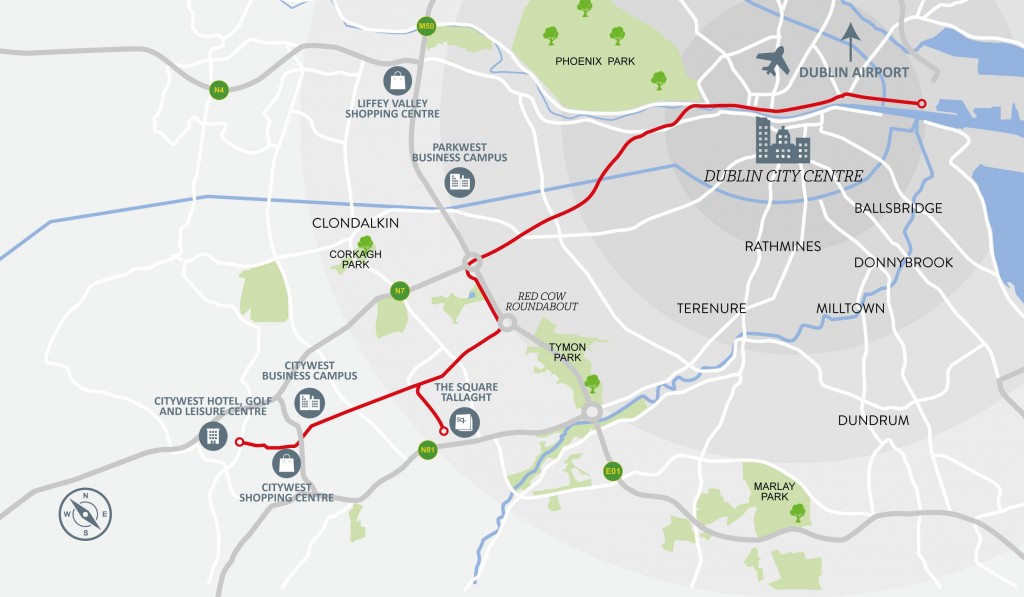 M50
PHOENIX PARK
DUBLIN AIRPORT
N4
LIFFEY VALLEY
SHOPPING CENTRE
PARKWEST
BUSINESS CAMPUS
DUBLIN CITY CENTRE
BALLSBRIDGE
CLONDALKIN
RATHMINES
CORKAGH
PARK
DONNYBROOK
N7
RED COW
ROUNDABOUT
TERENURE
MILLTOWN
TYMON
PARK
CITYWEST
BUSINESS CAMPUS
THE SQUARE
TALLAGHT
CITYWEST HOTEL, GOLF
AND LEISURE CENTRE
SQ.
DUNDRUM
N81
CITYWEST
SHOPPING CENTRE
E01
MARLAY
PARK
N
W
E
S